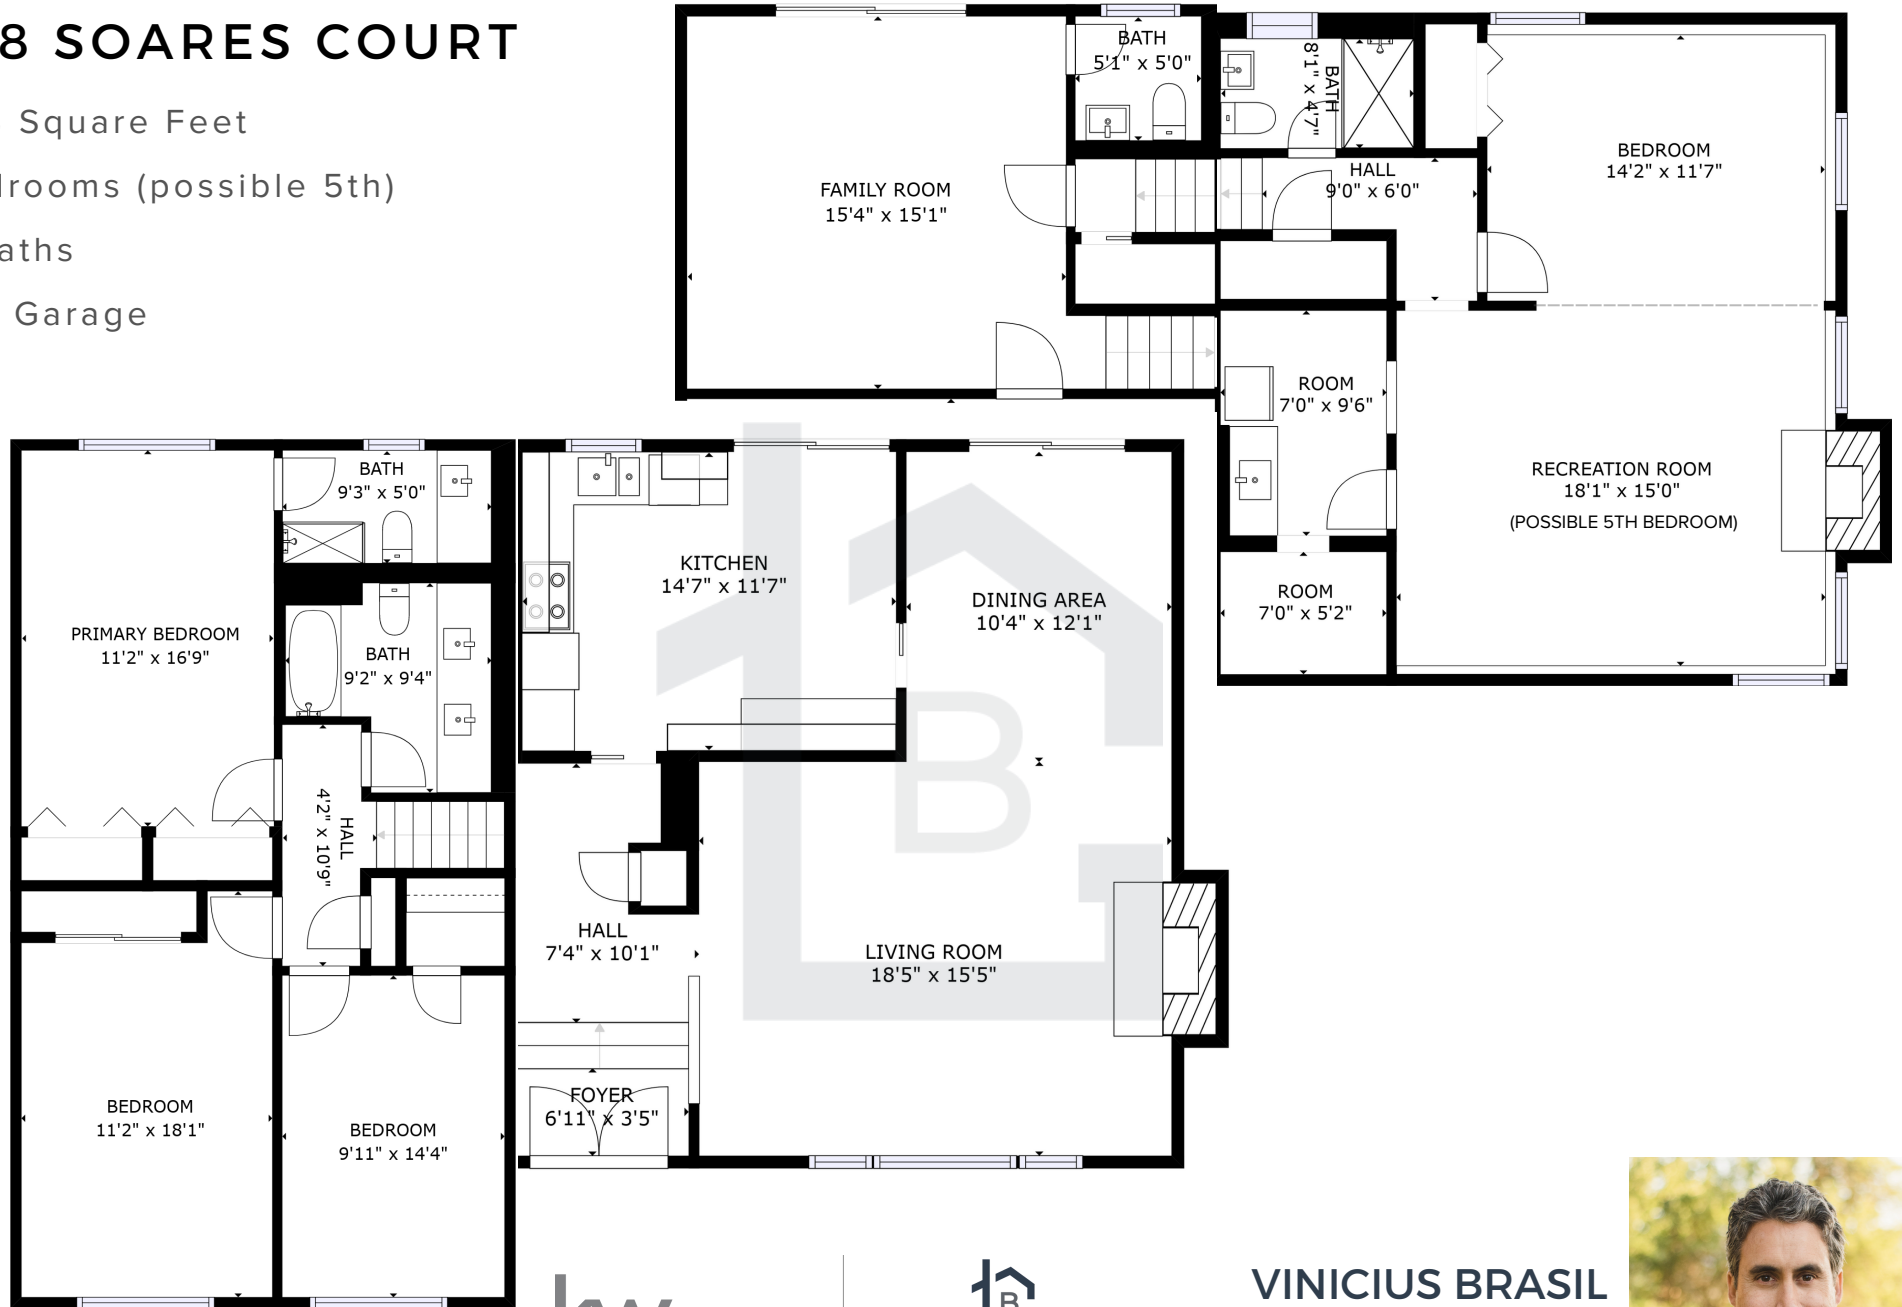 8 SOARES COURT
Square Feet
drooms (possible 5th)
aths
Garage
FAMILY ROOM
15'4" x 15'1"
BATH
5'1" x 5'0"
BATH
8'1" x 4'7"
HALL
9'0" x 6'0"
BEDROOM
14'2" x 11'7"
ROOM
7'0" x 9'6"
RECREATION ROOM
18'1" x 15'0"
(POSSIBLE 5TH BEDROOM)
ROOM
7'0" x 5'2"
BATH
9'3" x 5'0"
PRIMARY BEDROOM
11'2" x 16'9"
BATH
9'2" x 9'4"
HALL
4'2" x 10'9"
BEDROOM
11'2" x 18'1"
BEDROOM
9'11" x 14'4"
KITCHEN
14'7" x 11'7"
DINING AREA
10'4" x 12'1"
B
HALL
7'4" x 10'1"
LIVING ROOM
18'5" x 15'5"
FOYER
6'11" x 3'5"
kw
B
VINICIUS BRASIL